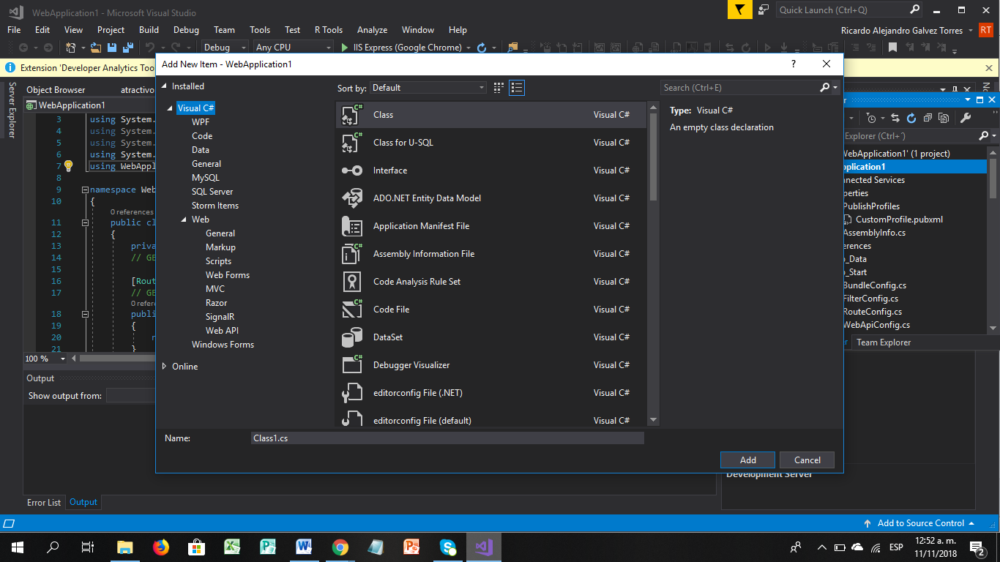 WebApplication1 - Microsoft Visual Studio
Quick Launch (Ctrl+Q)
File Edit View Project Build Debug Team Tools Test R Tools Analyze Window Help
Ricardo Alejandro Galvez Torres RT
Debug Any CPU IIS Express (Google Chrome)
Extension 'Developer Analytics Too
Server Explorer
Object Browser atractivo
WebApplication1
3 using System.
4 using System.
5 using System.
6 using System.
7 using WebAppl
8
9 namespace Web
10 {
0 references
11 public cl
12 {
13 priva
14 // GE
15
16 [Rout
17 // GE
0 refere
18 publi
19 {
20 r
21 }
100 %
Output
Show output from:
Error List Output
Add New Item - WebApplication1
?
Installed
Visual C#
WPF
Code
Data
General
MySQL
SQL Server
Storm Items
Web
General
Markup
Scripts
Web Forms
MVC
Razor
SignalR
Web API
Windows Forms
Online
Sort by: Default
Search (Ctrl+E)
Class Visual C#
Class for U-SQL Visual C#
Interface Visual C#
ADO.NET Entity Data Model Visual C#
Application Manifest File Visual C#
Assembly Information File Visual C#
Code Analysis Rule Set Visual C#
Code File Visual C#
DataSet Visual C#
Debugger Visualizer Visual C#
editorconfig File (.NET) Visual C#
editorconfig File (default) Visual C#
Type: Visual C#
An empty class declaration
Name: Class1.cs
Add Cancel
Explorer (Ctrl+´)
WebApplication1' (1 project)
pplication1
nnected Services
perties
PublishProfiles
CustomProfile.pubxml
AssemblyInfo.cs
erences
_Data
_Start
BundleConfig.cs
FilterConfig.cs
RouteConfig.cs
WebApiConfig.cs
Team Explorer
Development Server
Add to Source Control
ESP
12:52 a. m.
11/11/2018
2